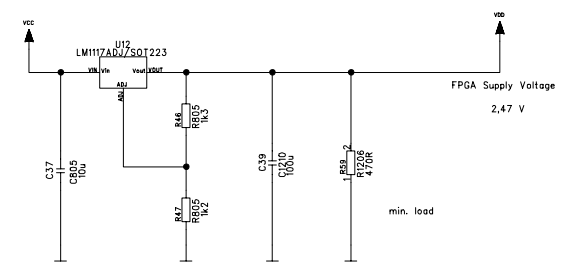 VCC
VDD
U12
LM1117ADJ/SOT223
VIN Vin Vout VOUT
ADJ
ADJ
FPGA Supply Voltage
2,47 V
R46
R805
1k3
C37
C805
10u
C39
C1210
100u
R59
1 2
R1206
470R
R47
R805
1k2
min. load